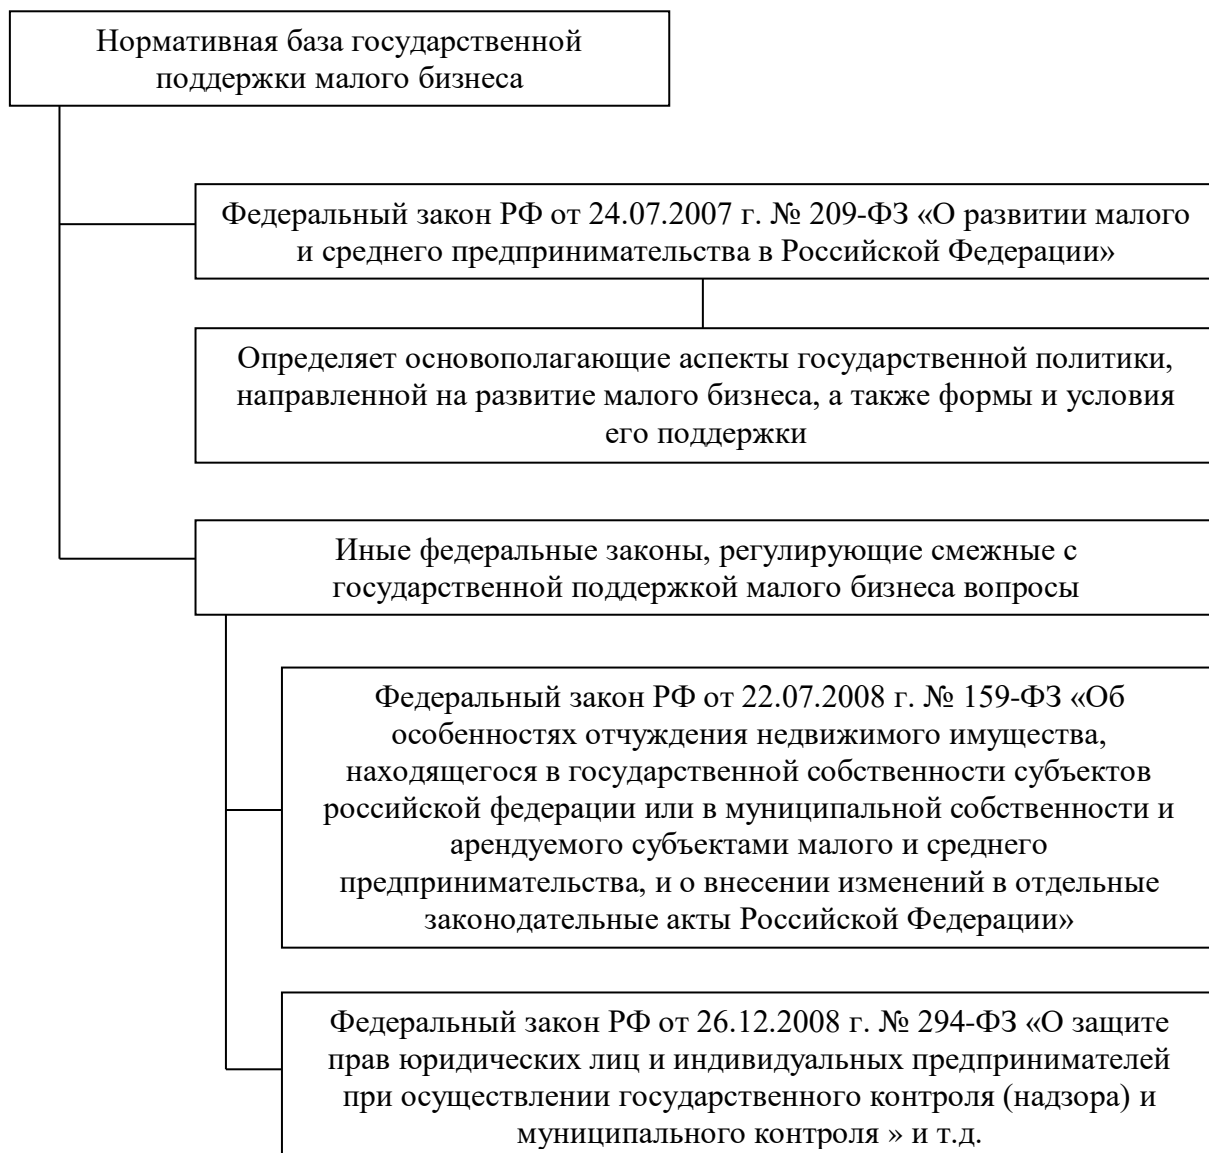 Нормативная база государственной
поддержки малого бизнеса
Федеральный закон РФ от 24.07.2007 г. № 209-ФЗ «О развитии малого
и среднего предпринимательства в Российской Федерации»
Определяет основополагающие аспекты государственной политики,
направленной на развитие малого бизнеса, а также формы и условия
его поддержки
Иные федеральные законы, регулирующие смежные с
государственной поддержкой малого бизнеса вопросы
Федеральный закон РФ от 22.07.2008 г. № 159-ФЗ «Об
особенностях отчуждения недвижимого имущества,
находящегося в государственной собственности субъектов
российской федерации или в муниципальной собственности и
арендуемого субъектами малого и среднего
предпринимательства, и о внесении изменений в отдельные
законодательные акты Российской Федерации»
Федеральный закон РФ от 26.12.2008 г. № 294-ФЗ «О защите
прав юридических лиц и индивидуальных предпринимателей
при осуществлении государственного контроля (надзора) и
муниципального контроля » и т.д.